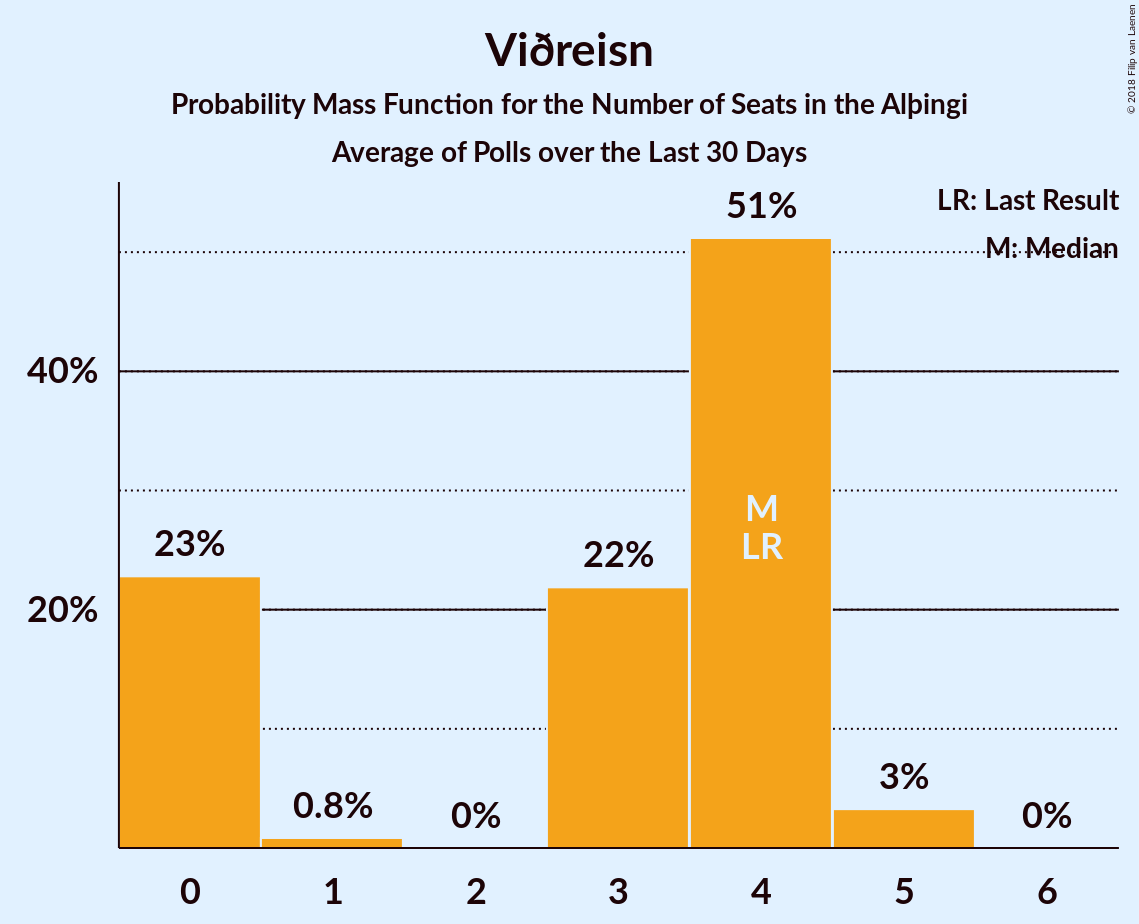 Viðreisn
Probability Mass Function for the Number of Seats in the Alþingi
Average of Polls over the Last 30 Days
© 2018 Filip van Laenen
LR: Last Result
M: Median
51%
40%
M
LR
23%
22%
20%
3%
0.8%
0%
0%
0 1 2 3 4 5 6